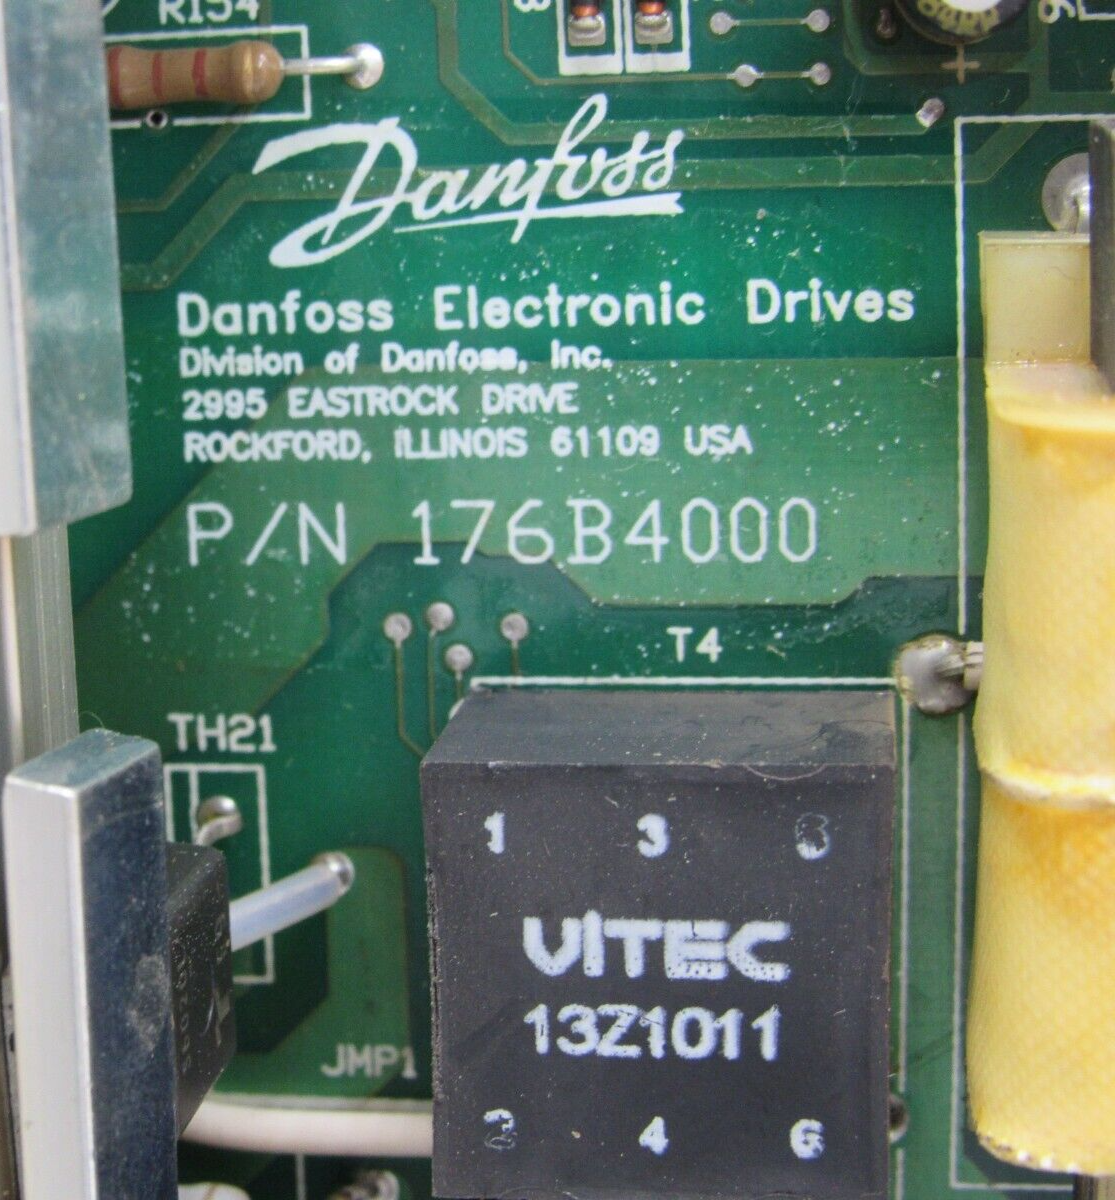 R154
Danfoss
Danfoss Electronic Drives
Division of Danfoss, Inc.
2995 EASTROCK DRIVE
ROCKFORD, ILLINOIS 61109 USA
P/N 176B4000
T4
TH21
1 3
VITEC
13Z1011
JMP1
2 4 6